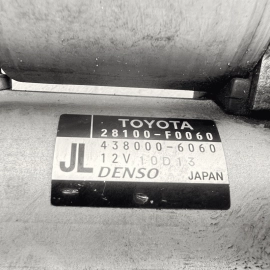 TOYOTA
28100-F0060
438000-6060
JL 12V 10D13
DENSO JAPAN